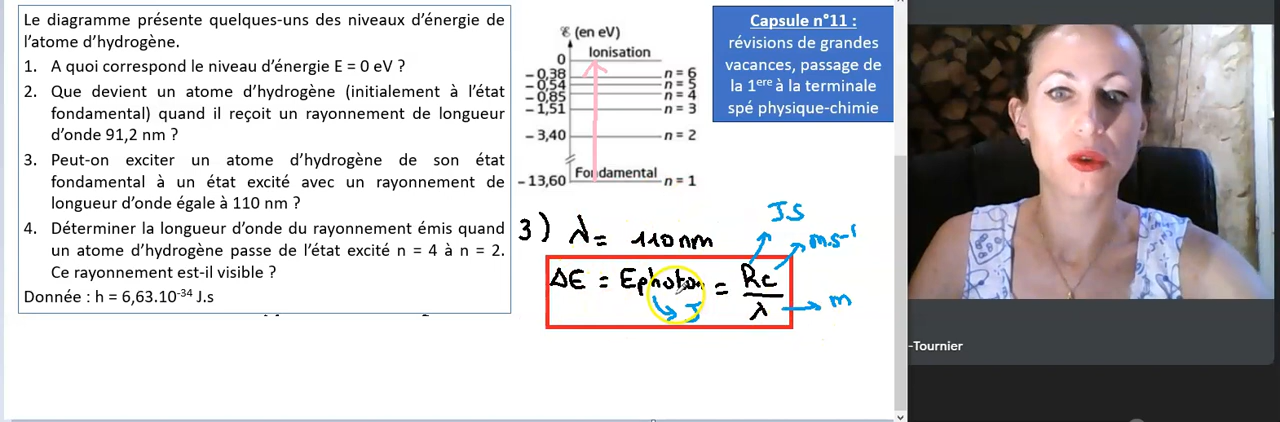 Le diagramme présente quelques-uns des niveaux d'énergie de
l'atome d'hydrogène.
1. A quoi correspond le niveau d'énergie E = 0 eV ?
2. Que devient un atome d'hydrogène (initialement à l'état
fondamental) quand il reçoit un rayonnement de longueur
d'onde 91,2 nm ?
3. Peut-on exciter un atome d'hydrogène de son état
fondamental à un état excité avec un rayonnement de
longueur d'onde égale à 110 nm ?
4. Déterminer la longueur d'onde du rayonnement émis quand
un atome d'hydrogène passe de l'état excité n = 4 à n = 2.
Ce rayonnement est-il visible ?
Donnée : h = 6,63.10⁻³⁴ J.s
ℰ (en eV)
Ionisation
0
– 0,38 n = 6
– 0,54 n = 5
– 0,85 n = 4
– 1,51 n = 3
– 3,40 n = 2
Fondamental
– 13,60 n = 1
Capsule n°11 :
révisions de grandes
vacances, passage de
la 1ere à la terminale
spé physique-chimie
3) λ = 110 nm
J.S
m.s-1
ΔE = Ephoton = hc / λ
J
m
-Tournier